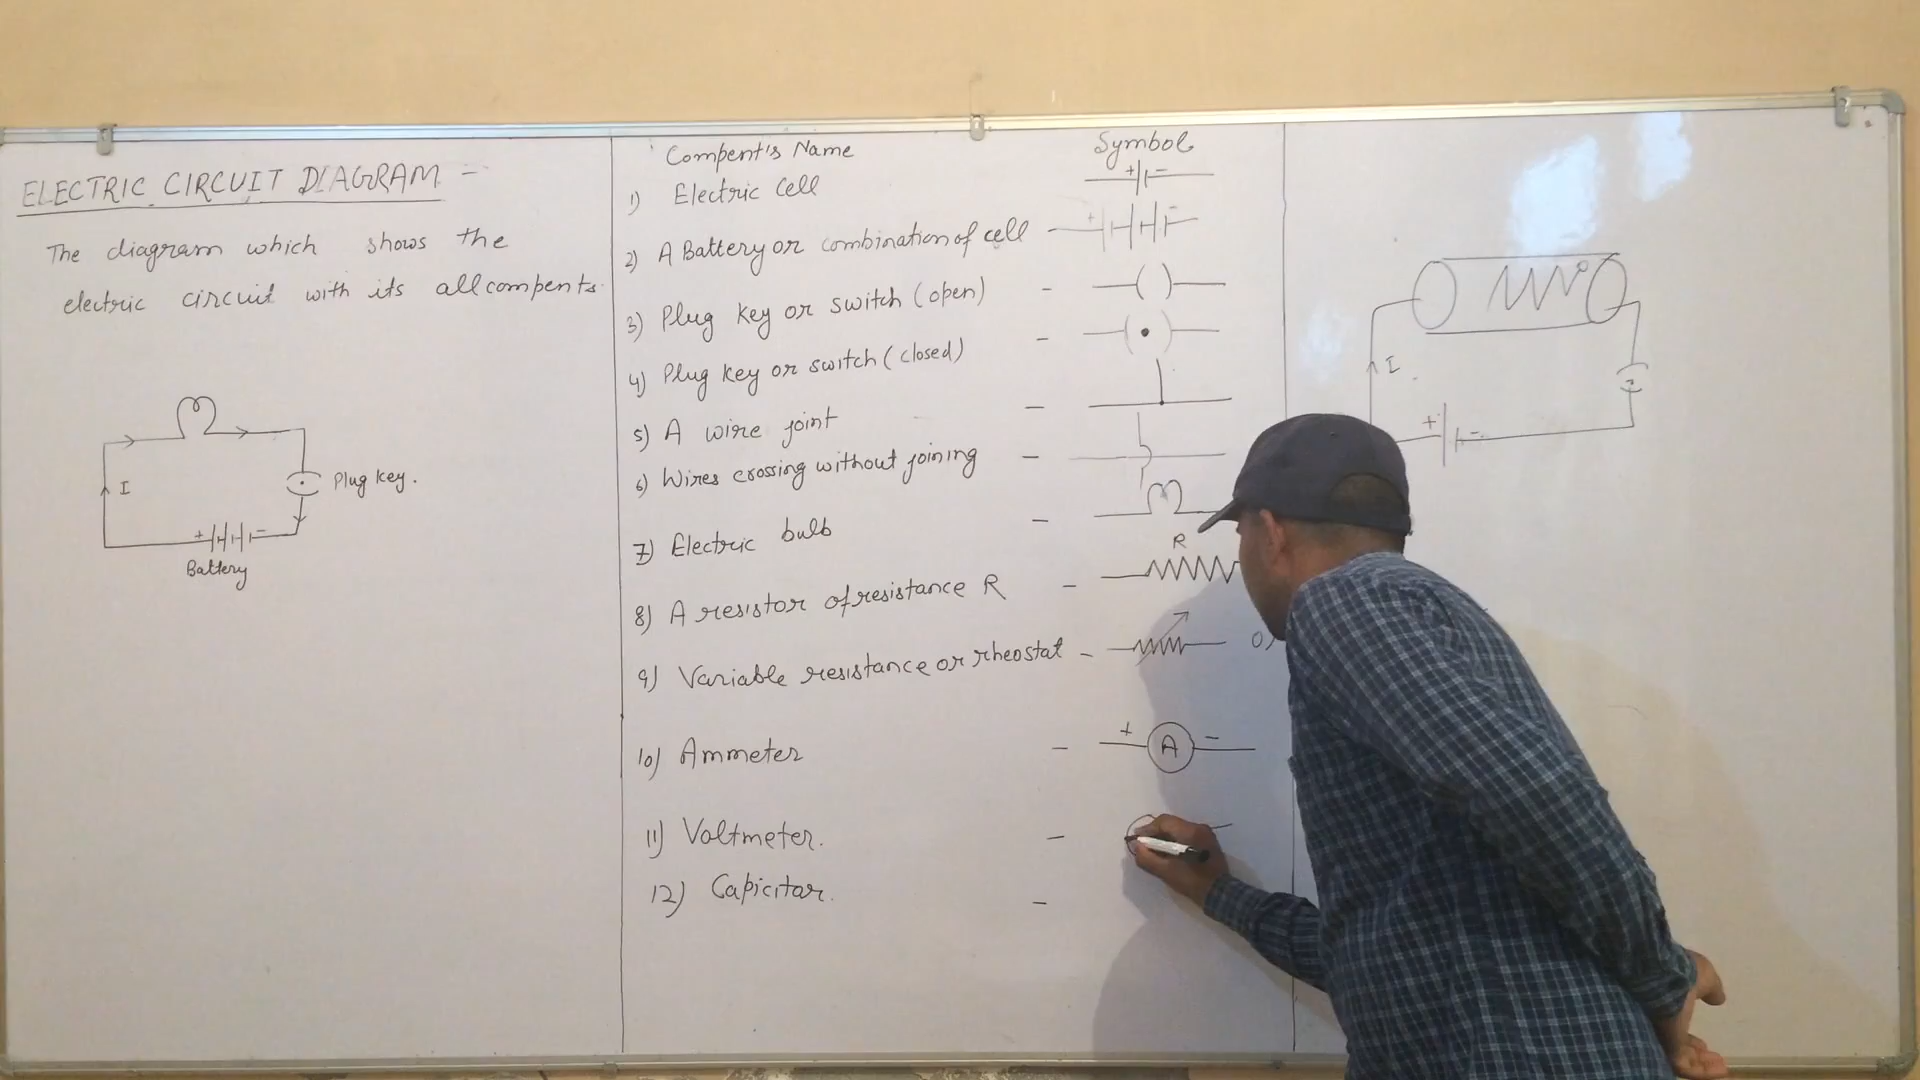 ELECTRIC CIRCUIT DIAGRAM -
The diagram which shows the
electric circuit with its all compents.
I
Plug key.
+ -
Battery
Compent's Name Symbol
1) Electric cell + -
2) A Battery or combination of cell - + -
3) Plug key or switch (open) -
4) Plug key or switch (closed) -
5) A wire joint -
6) Wires crossing without joining -
7) Electric bulb -
R
8) A resistor of resistance R -
9) Variable resistance or rheostat -
10) Ammeter - + A -
11) Voltmeter. -
12) Capicitar. -
I
+ -